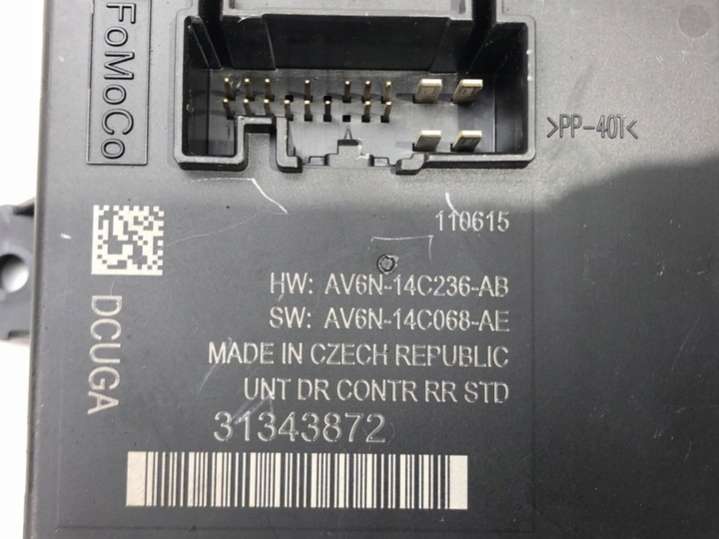 FoMoCo
>PP-40T<
110615
HW: AV6N-14C236-AB
SW: AV6N-14C068-AE
MADE IN CZECH REPUBLIC
UNT DR CONTR RR STD
31343872
DCUGA